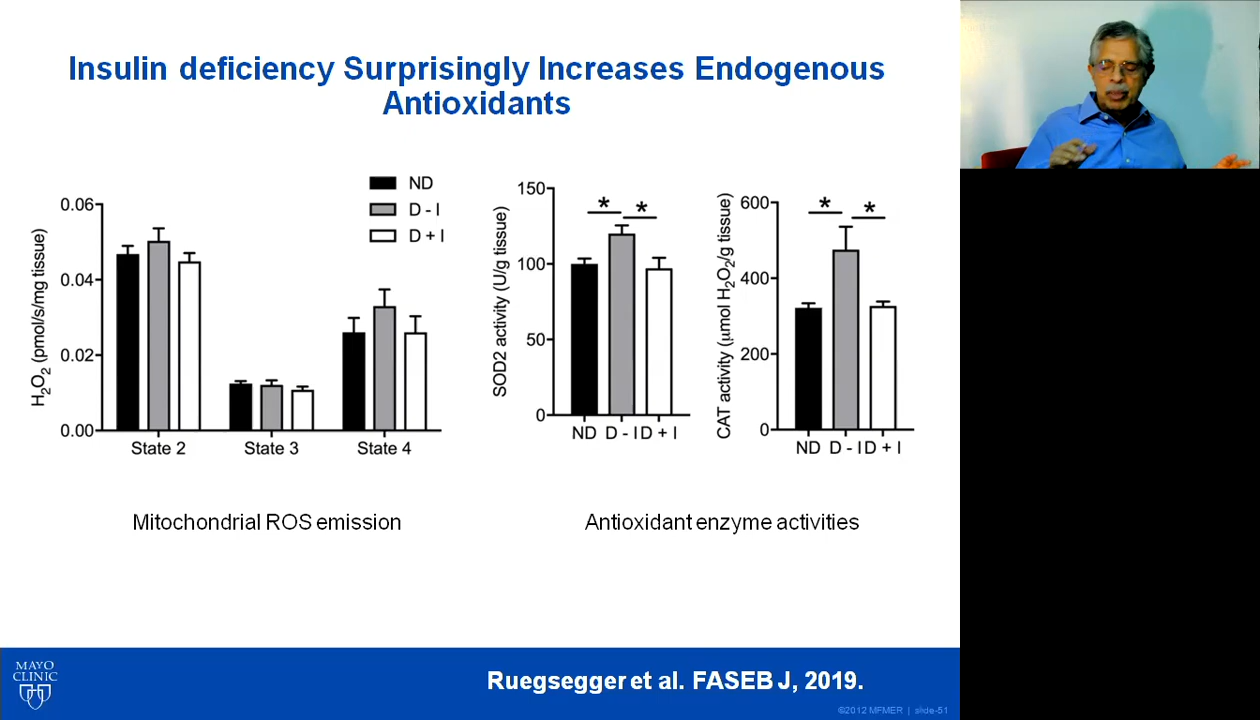 Insulin deficiency Surprisingly Increases Endogenous
Antioxidants
ND
D - I
D + I
H2O2 (pmol/s/mg tissue)
0.06
0.04
0.02
0.00
State 2 State 3 State 4
Mitochondrial ROS emission
SOD2 activity (U/g tissue)
150
100
50
0
* *
ND D - I D + I
CAT activity (µmol H2O2/g tissue)
600
400
200
0
* *
ND D - I D + I
Antioxidant enzyme activities
MAYO
CLINIC
Ruegsegger et al. FASEB J, 2019.
©2012 MFMER | slide-51